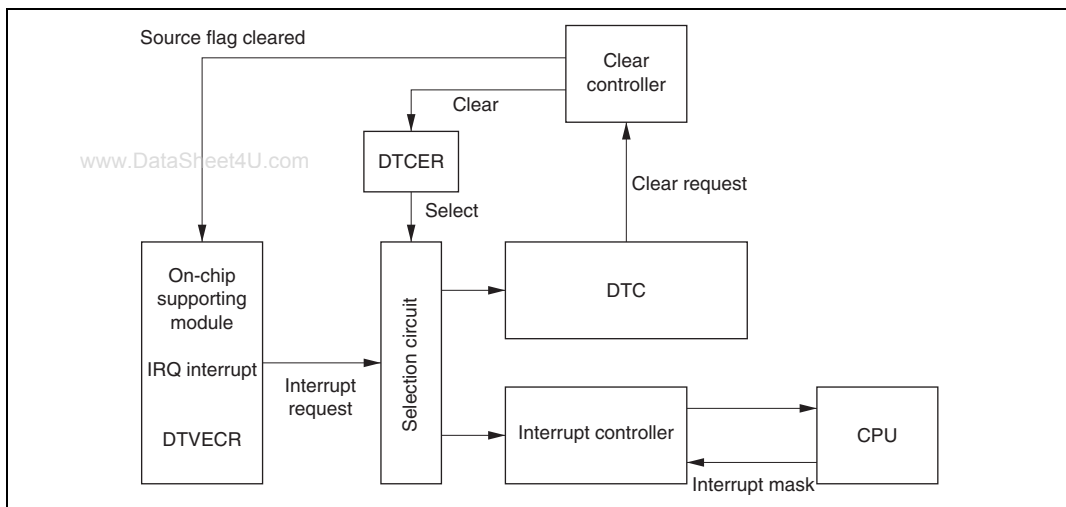 Source flag cleared
Clear
controller
Clear
www.DataSheet4U.com
DTCER
Clear request
Select
On-chip
supporting
module
IRQ interrupt
DTVECR
Interrupt
request
Selection circuit
DTC
Interrupt controller
CPU
Interrupt mask